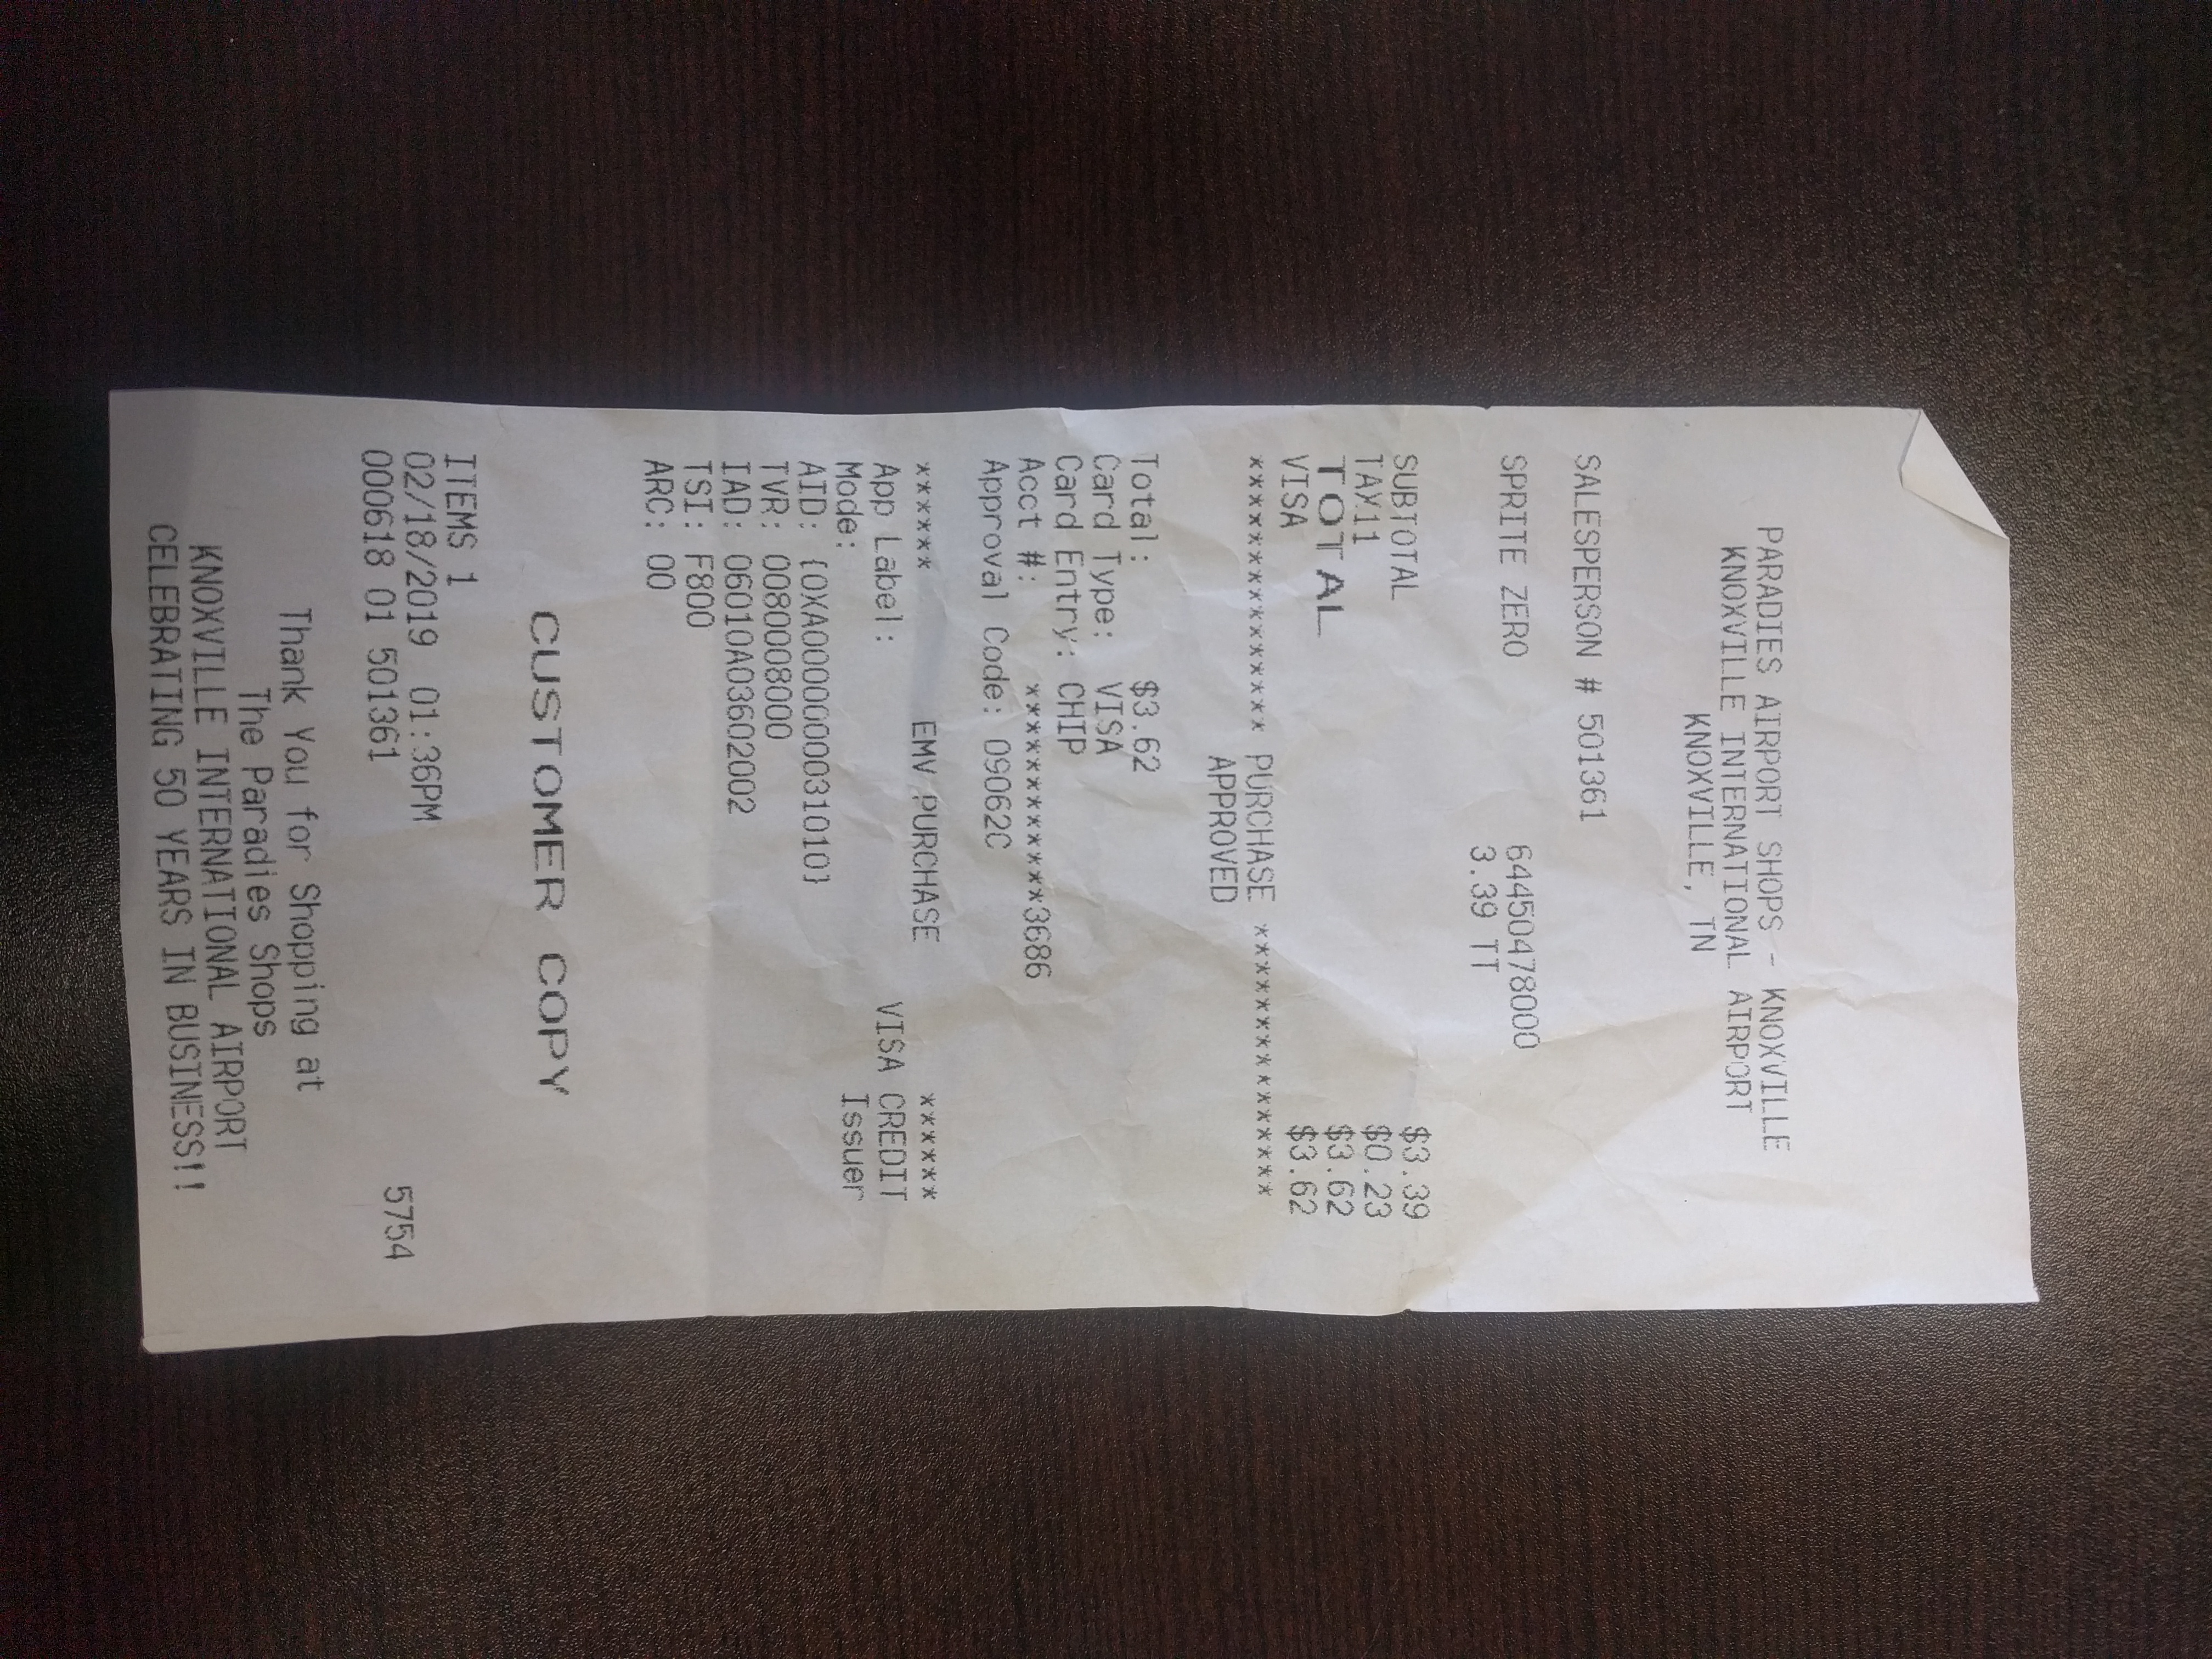 PARADIES AIRPORT SHOPS - KNOXVILLE
KNOXVILLE INTERNATIONAL AIRPORT
KNOXVILLE, TN
SALESPERSON # 501361
SPRITE ZERO 64450478000
3.39 TT
SUBTOTAL $3.39
TAX11 $0.23
TOTAL $3.62
VISA $3.62
****************** PURCHASE ******************
APPROVED
Total: $3.62
Card Type: VISA
Card Entry: CHIP
Acct #: ***************3686
Approval Code: 09062C
****** EMV PURCHASE ******
App Label: VISA CREDIT
Mode: Issuer
AID: {0XA0000000031010}
TVR: 0080008000
IAD: 06010A03602002
TSI: F800
ARC: 00
CUSTOMER COPY
ITEMS 1
02/18/2019 01:36PM
000618 01 501361 5754
Thank You for Shopping at
The Paradies Shops
KNOXVILLE INTERNATIONAL AIRPORT
CELEBRATING 50 YEARS IN BUSINESS!!